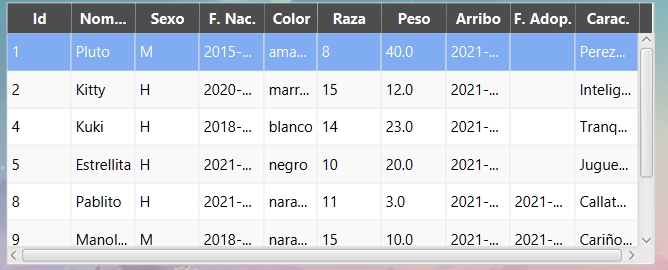 Id Nom... Sexo F. Nac. Color Raza Peso Arribo F. Adop. Carac.
1 Pluto M 2015-... ama... 8 40.0 2021-... Perez...
2 Kitty H 2020-... marr... 15 12.0 2021-... Intelig...
4 Kuki H 2018-... blanco 14 23.0 2021-... Tranq...
5 Estrellita H 2021-... negro 10 20.0 2021-... Jugue...
8 Pablito H 2021-... nara... 11 3.0 2021-... 2021-... Callat...
9 Manol... M 2018-... nara... 15 10.0 2021-... 2021-... Cariño...